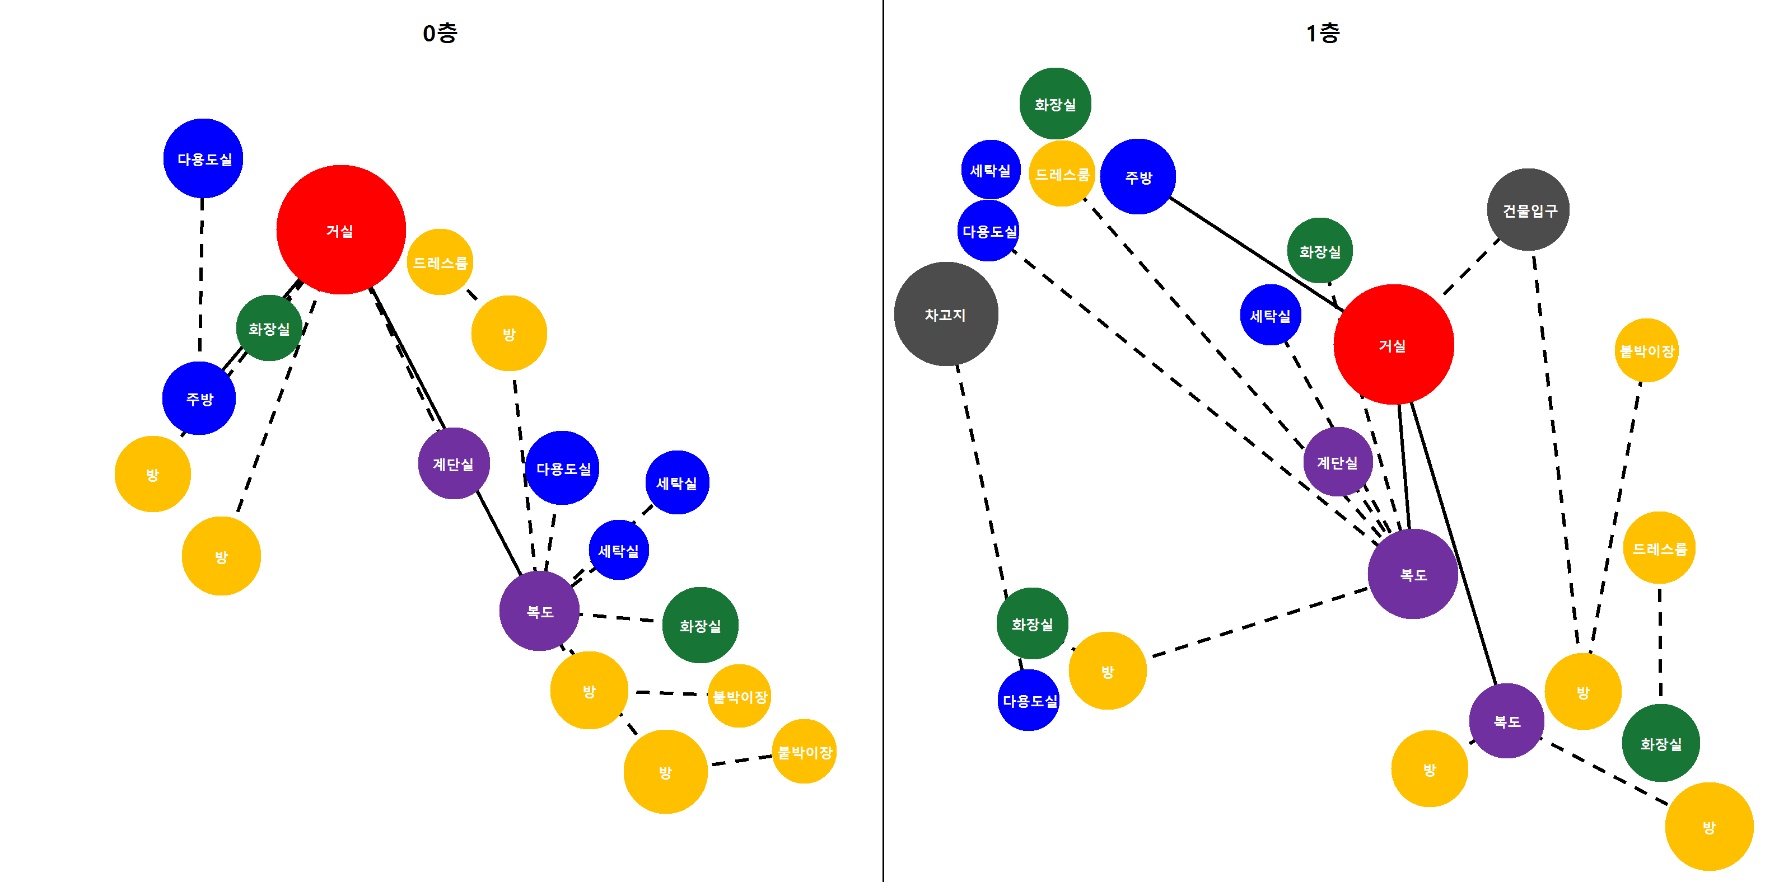 0층
다용도실
거실
드레스룸
화장실
방
주방
계단실
다용도실
세탁실
방
세탁실
방
복도
화장실
방
붙박이장
방
붙박이장
1층
화장실
세탁실
드레스룸
주방
건물입구
다용도실
화장실
차고지
세탁실
거실
붙박이장
계단실
드레스룸
복도
화장실
방
다용도실
방
복도
화장실
방
방